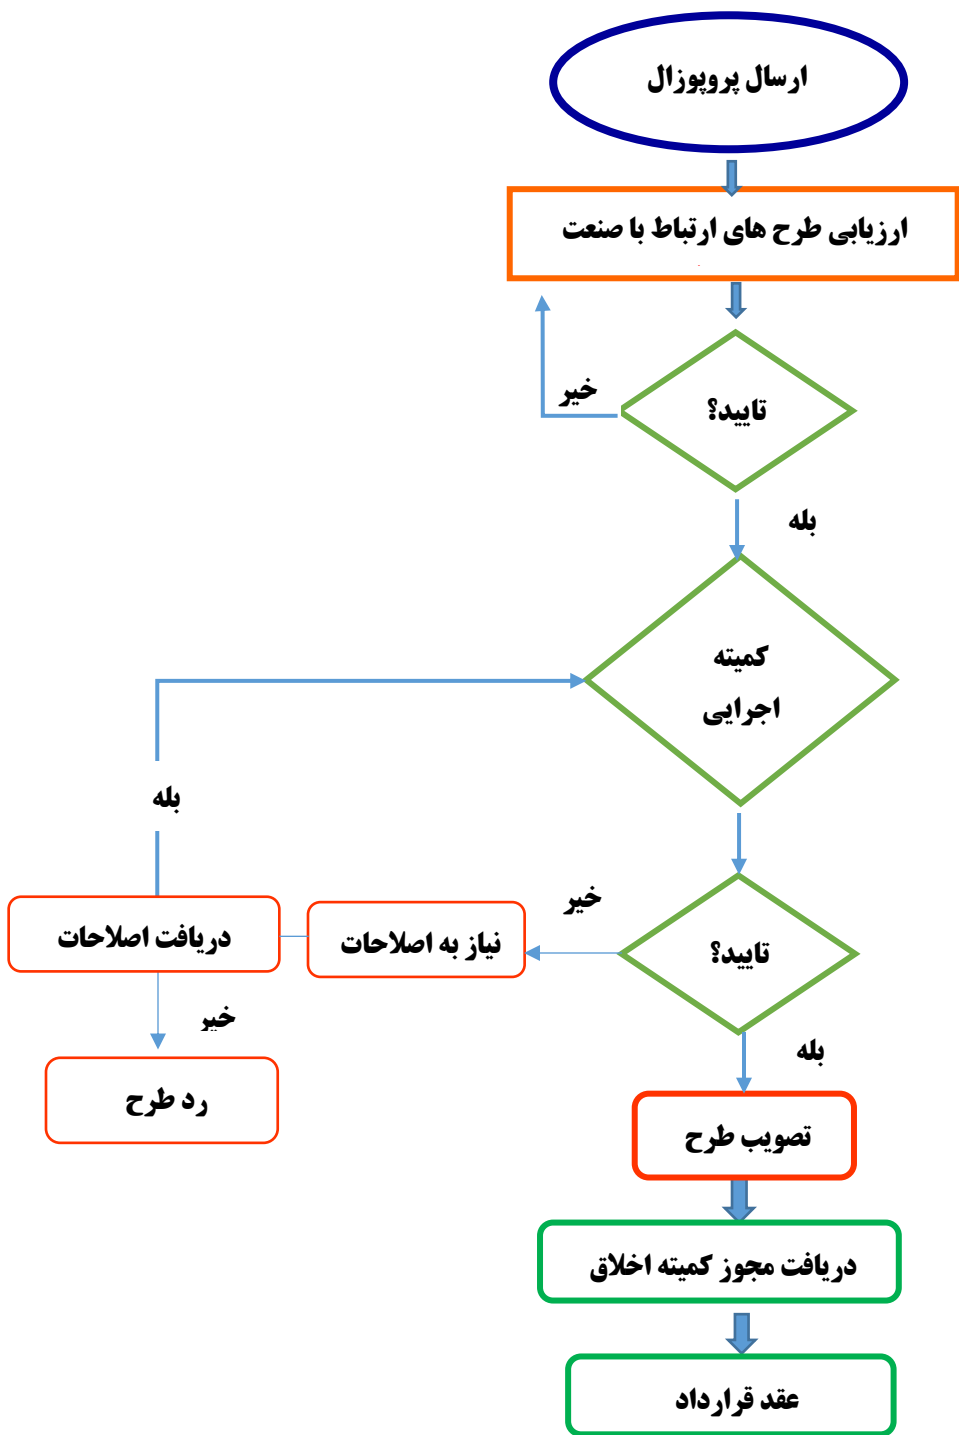 ارسال پروپوزال
ارزیابی طرح های ارتباط با صنعت
تایید؟
خیر
بله
کمیته
اجرایی
بله
تایید؟
خیر
نیاز به اصلاحات
دریافت اصلاحات
خیر
رد طرح
بله
تصویب طرح
دریافت مجوز کمیته اخلاق
عقد قرارداد